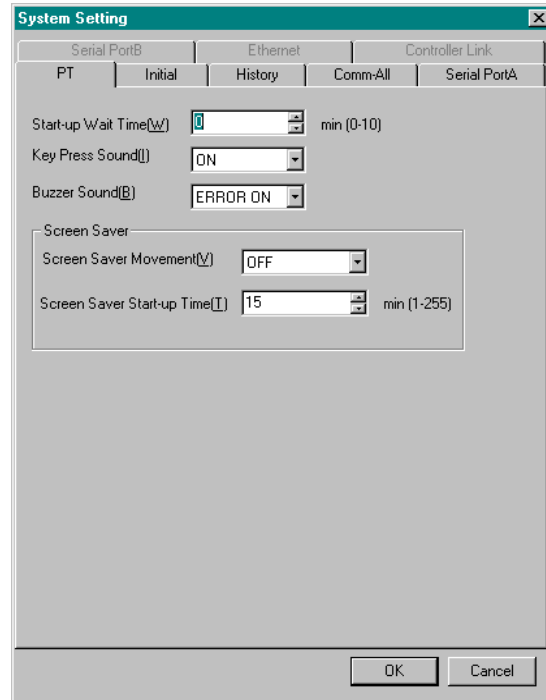 System Setting
Serial PortB Ethernet Controller Link
PT Initial History Comm-All Serial PortA
Start-up Wait Time(W) 0 min (0-10)
Key Press Sound(I) ON
Buzzer Sound(B) ERROR ON
Screen Saver
Screen Saver Movement(V) OFF
Screen Saver Start-up Time(T) 15 min (1-255)
OK Cancel